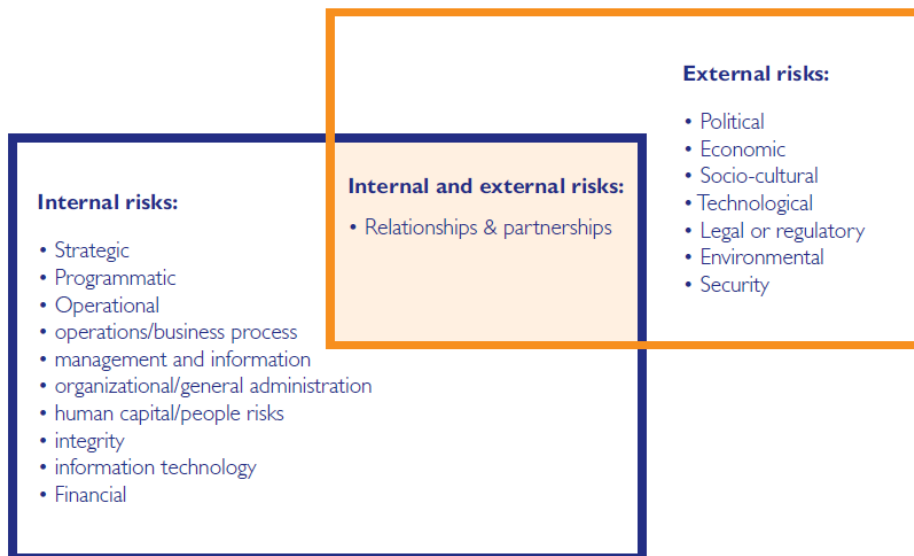 Internal risks:
• Strategic
• Programmatic
• Operational
• operations/business process
• management and information
• organizational/general administration
• human capital/people risks
• integrity
• information technology
• Financial
Internal and external risks:
• Relationships & partnerships
External risks:
• Political
• Economic
• Socio-cultural
• Technological
• Legal or regulatory
• Environmental
• Security